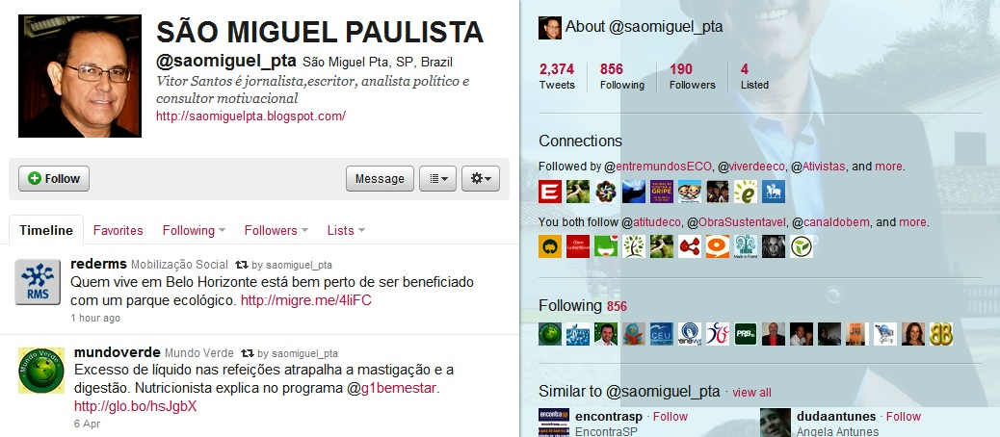 SÃO MIGUEL PAULISTA
@saomiguel_pta São Miguel Pta, SP, Brazil
Vitor Santos é jornalista,escritor, analista político e
consultor motivacional
http://saomiguelpta.blogspot.com/
Follow
Message
Timeline Favorites Following Followers Lists
rederms Mobilização Social by saomiguel_pta
Quem vive em Belo Horizonte está bem perto de ser beneficiado
com um parque ecológico. http://migre.me/4liFC
1 hour ago
RMS
mundoverde Mundo Verde by saomiguel_pta
Excesso de líquido nas refeições atrapalha a mastigação e a
digestão. Nutricionista explica no programa @g1bemestar.
http://glo.bo/hsJgbX
6 Apr
Mundo Verde
About @saomiguel_pta
2,374 856 190 4
Tweets Following Followers Listed
Connections
Followed by @entremundosECO, @viverdeeco, @Ativistas, and more.
E GRIPE e
You both follow @atitudeco, @ObraSustentavel, @canaldobem, and more.
Following 856
CEU PRB
Similar to @saomiguel_pta · view all
encontrasp · Follow
EncontraSP
dudaantunes · Follow
Angela Antunes